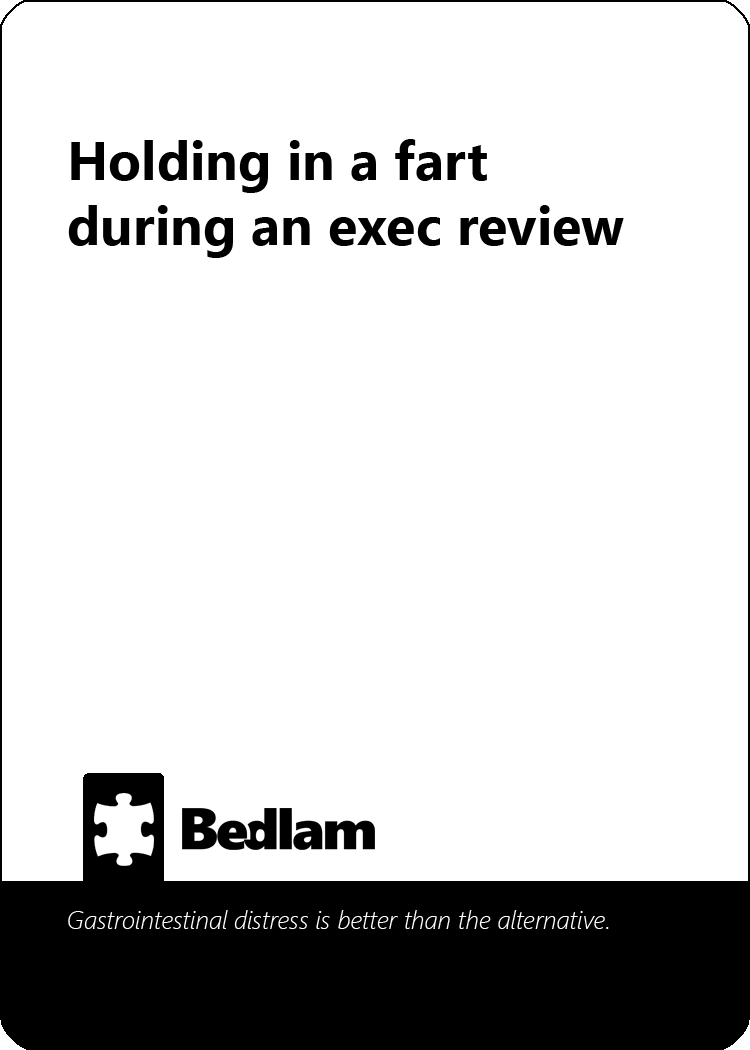 Holding in a fart
during an exec review
Bedlam
Gastrointestinal distress is better than the alternative.